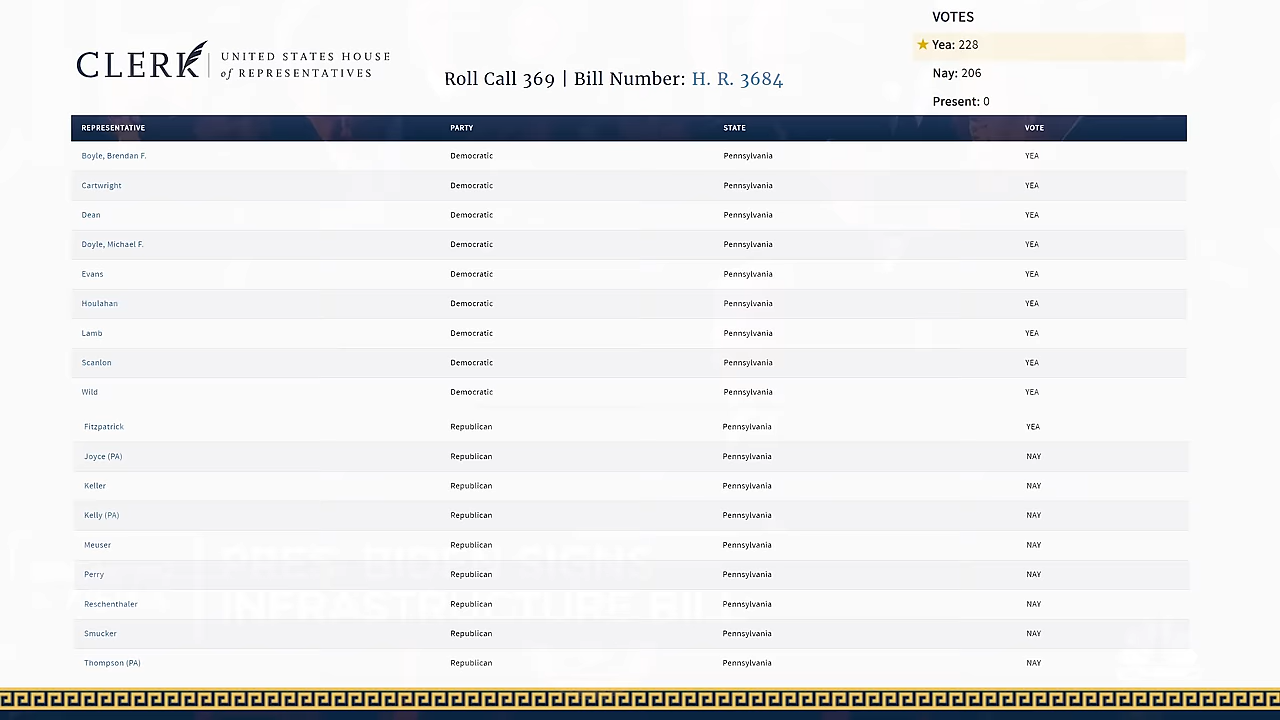 VOTES
★ Yea: 228
Nay: 206
Present: 0
CLERK | UNITED STATES HOUSE
of REPRESENTATIVES
Roll Call 369 | Bill Number: H. R. 3684
REPRESENTATIVE PARTY STATE VOTE
Boyle, Brendan F. Democratic Pennsylvania YEA
Cartwright Democratic Pennsylvania YEA
Dean Democratic Pennsylvania YEA
Doyle, Michael F. Democratic Pennsylvania YEA
Evans Democratic Pennsylvania YEA
Houlahan Democratic Pennsylvania YEA
Lamb Democratic Pennsylvania YEA
Scanlon Democratic Pennsylvania YEA
Wild Democratic Pennsylvania YEA
Fitzpatrick Republican Pennsylvania YEA
Joyce (PA) Republican Pennsylvania NAY
Keller Republican Pennsylvania NAY
Kelly (PA) Republican Pennsylvania NAY
Meuser Republican Pennsylvania NAY
PRES. BIDEN SIGNS
Perry Republican Pennsylvania NAY
Reschenthaler Republican Pennsylvania NAY
INFRASTRUCTURE BILL
Smucker Republican Pennsylvania NAY
Thompson (PA) Republican Pennsylvania NAY